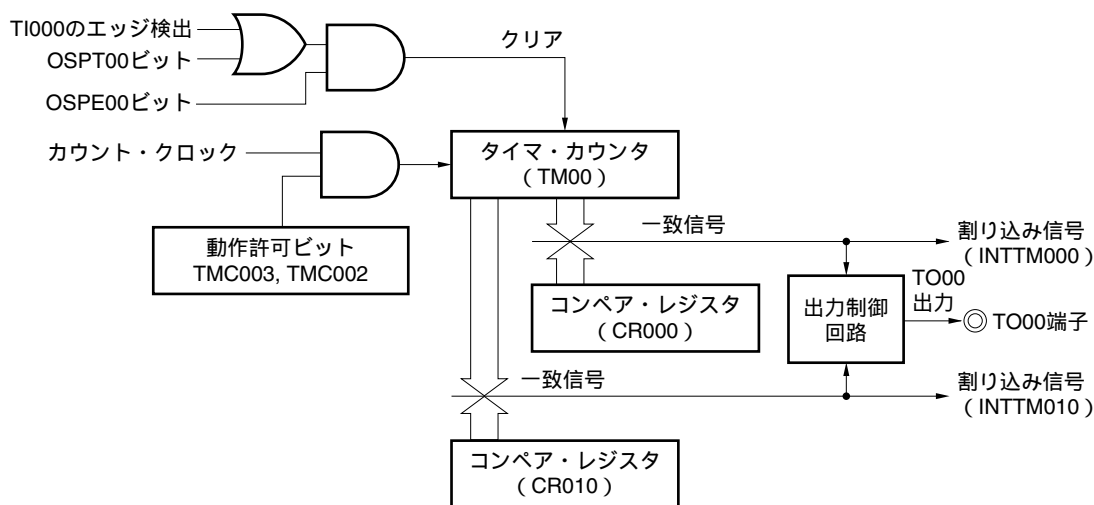 TI000のエッジ検出
OSPT00ビット
OSPE00ビット
クリア
カウント・クロック
タイマ・カウンタ
（TM00）
動作許可ビット
TMC003, TMC002
一致信号
割り込み信号
（INTTM000）
コンペア・レジスタ
（CR000）
出力制御
回路
TO00
出力
TO00端子
一致信号
割り込み信号
（INTTM010）
コンペア・レジスタ
（CR010）